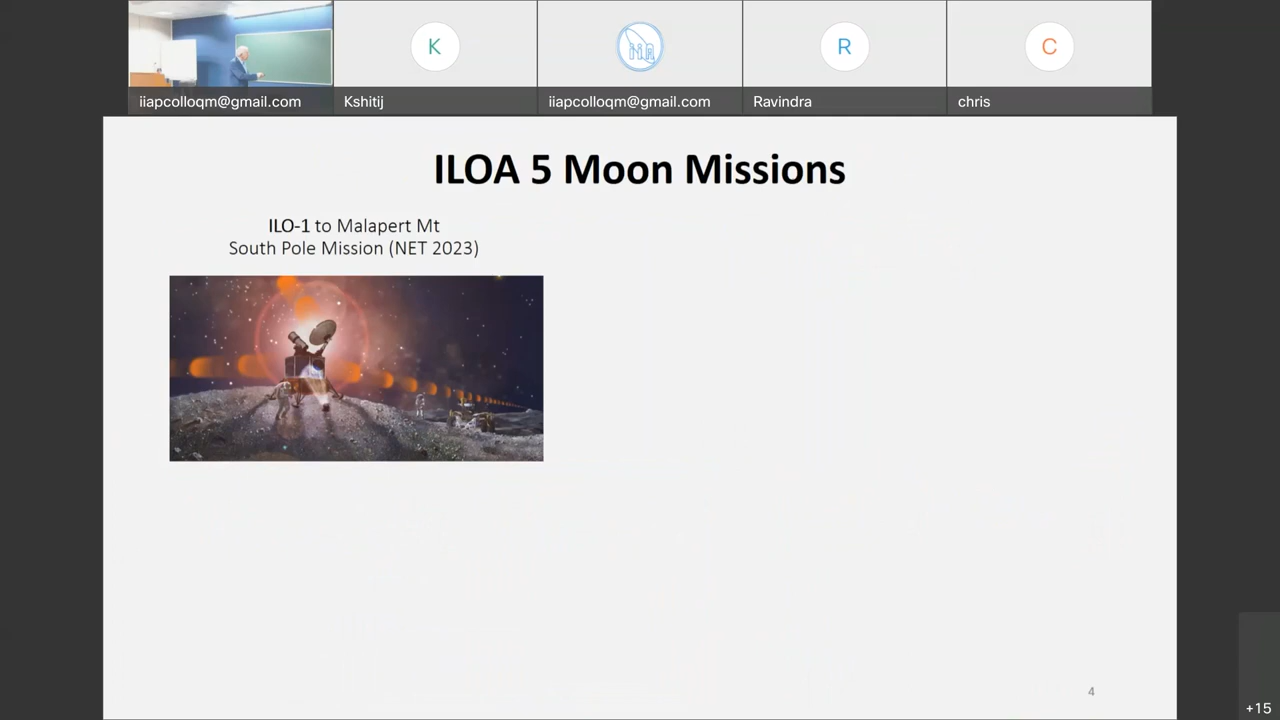 K
R
C
iiapcolloqm@gmail.com
Kshitij
iiapcolloqm@gmail.com
Ravindra
chris
ILOA 5 Moon Missions
ILO-1 to Malapert Mt
South Pole Mission (NET 2023)
4
+15